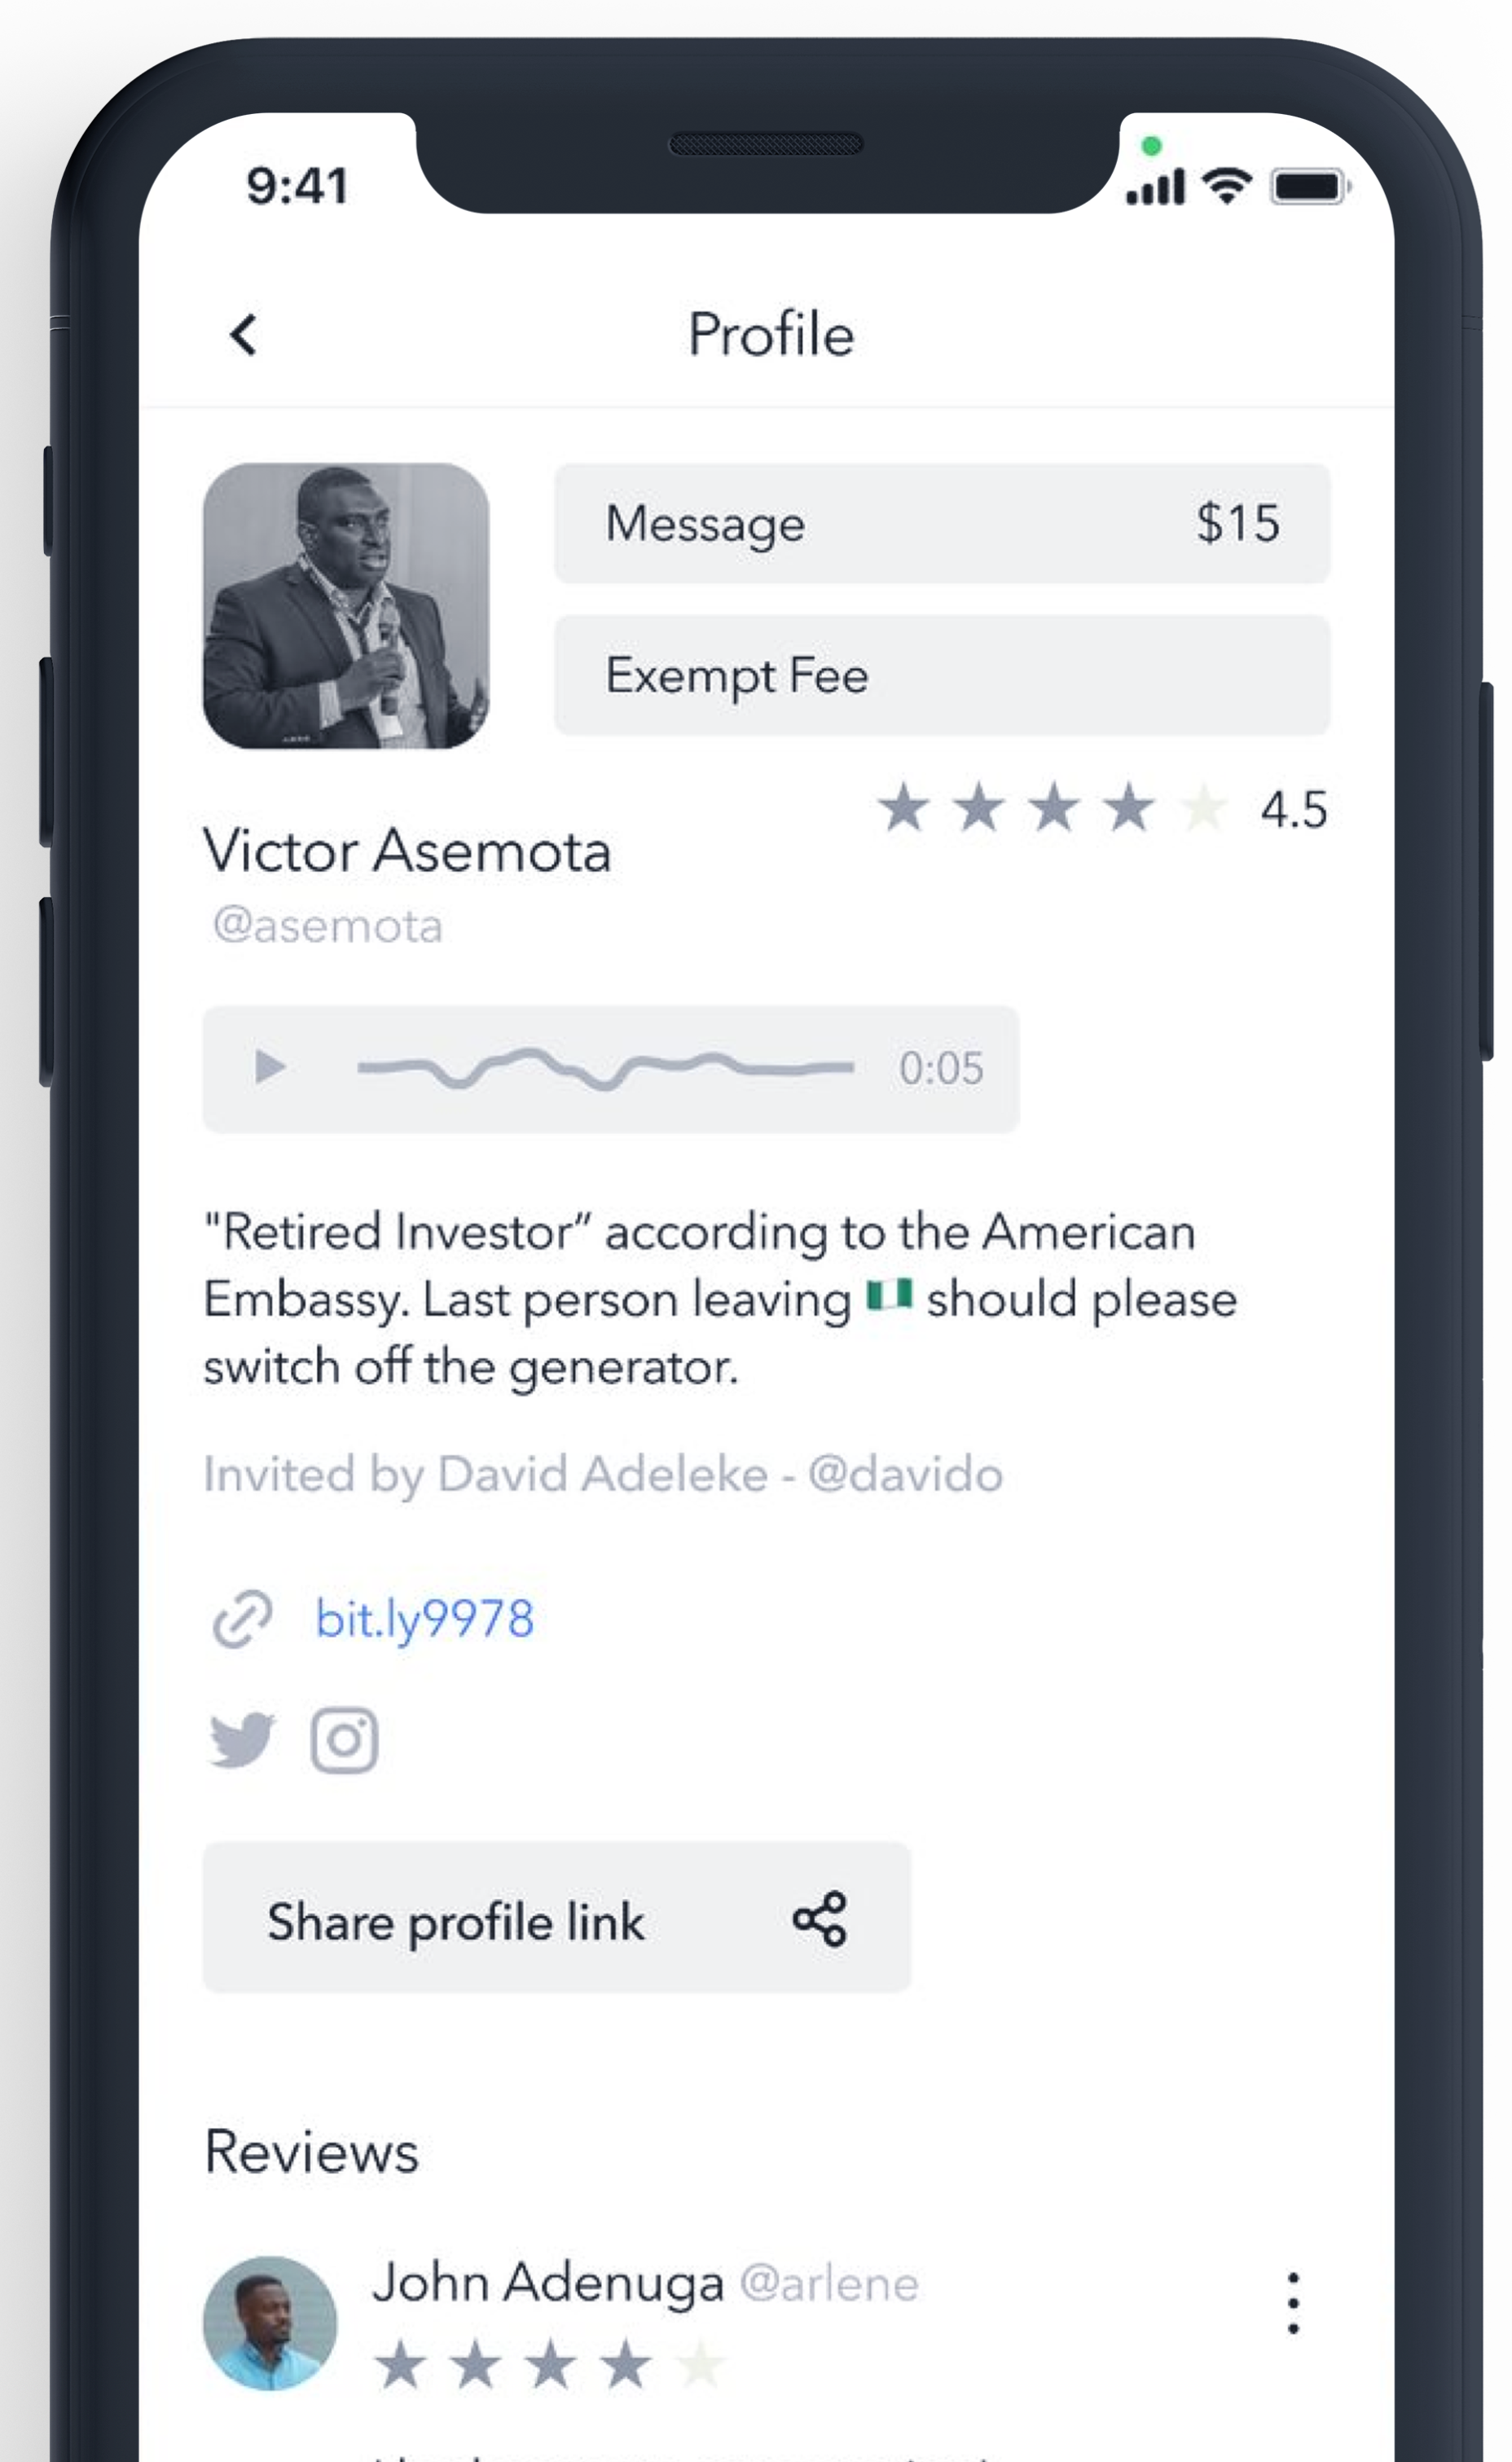 9:41
Profile
Message $15
Exempt Fee
4.5
Victor Asemota
@asemota
0:05
"Retired Investor” according to the American
Embassy. Last person leaving 🇳🇬 should please
switch off the generator.
Invited by David Adeleke - @davido
bit.ly9978
Share profile link
Reviews
John Adenuga @arlene